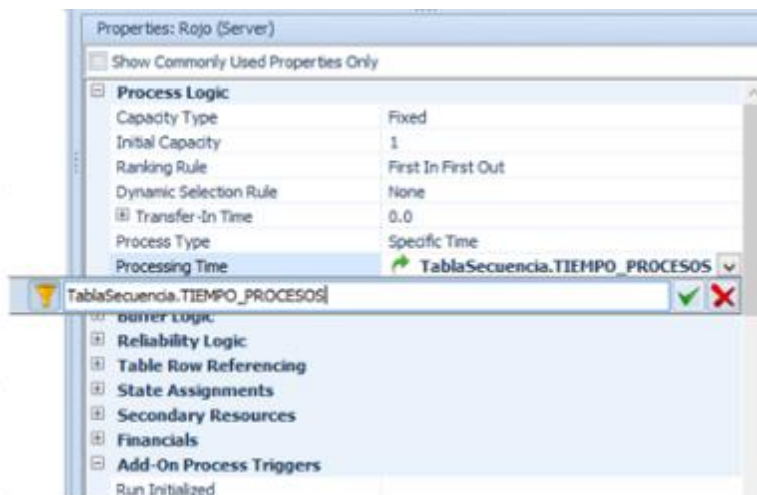 Properties: Rojo (Server)
Show Commonly Used Properties Only
Process Logic
Capacity Type Fixed
Initial Capacity 1
Ranking Rule First In First Out
Dynamic Selection Rule None
Transfer-In Time 0.0
Process Type Specific Time
Processing Time TablaSecuencia.TIEMPO_PROCESOS
TablaSecuencia.TIEMPO_PROCESOS
Buffer Logic
Reliability Logic
Table Row Referencing
State Assignments
Secondary Resources
Financials
Add-On Process Triggers
Run Initialized